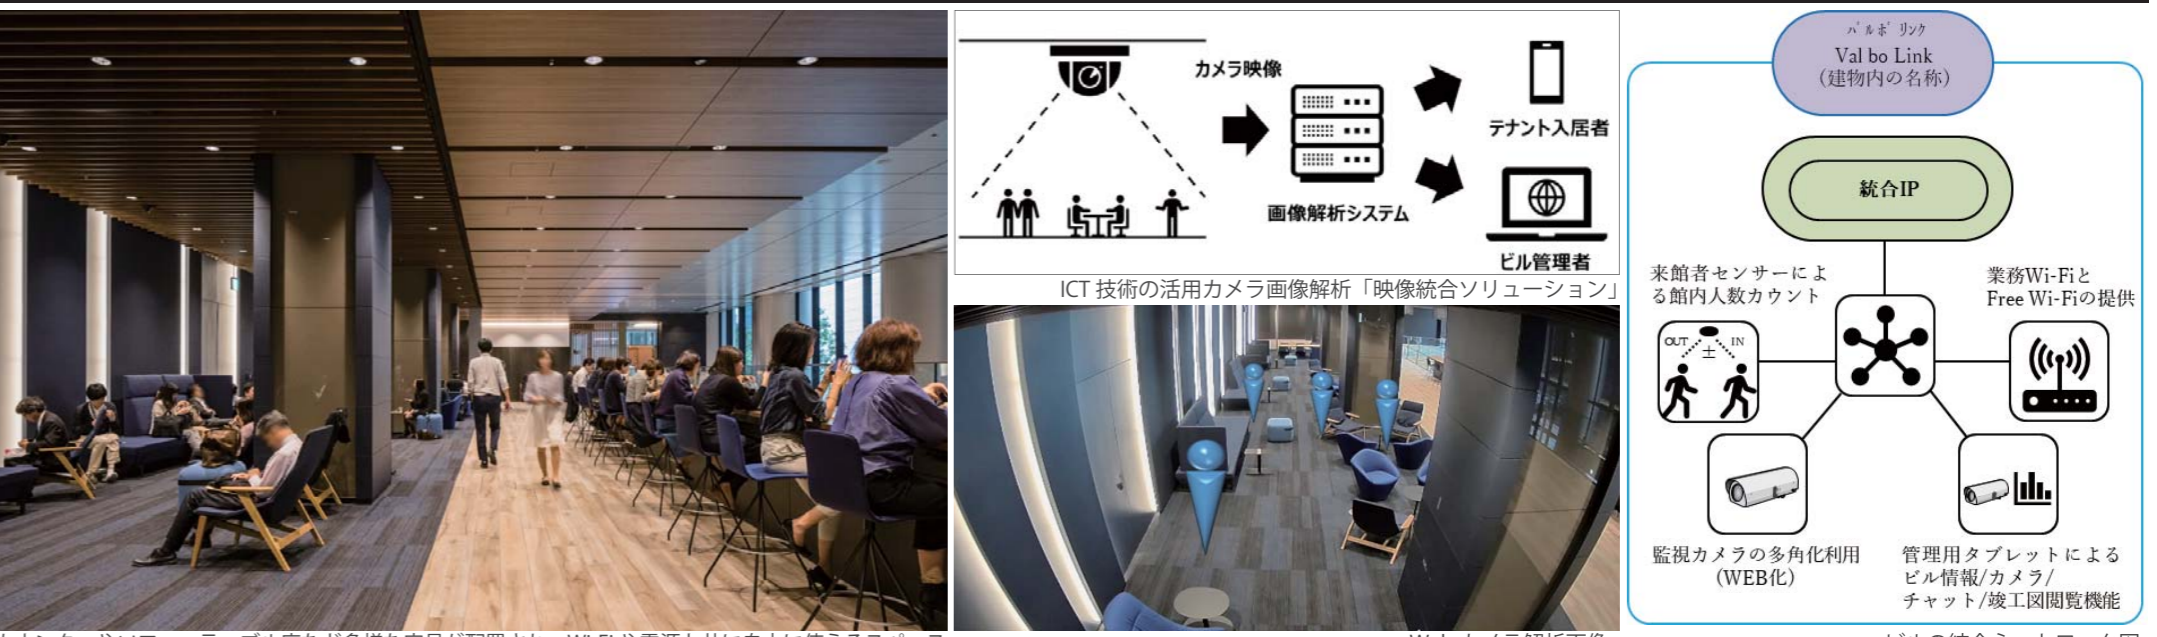 カメラ映像
テナント入居者
画像解析システム
ビル管理者
ICT 技術の活用カメラ画像解析「映像統合ソリューション」
バルボ リンク
Val bo Link
（建物内の名称）
統合IP
来館者センサーによ
る館内人数カウント
業務Wi-Fiと
Free Wi-Fiの提供
OUT
±
IN
監視カメラの多角化利用
(WEB化)
管理用タブレットによる
ビル情報/カメラ/
チャット/竣工図閲覧機能